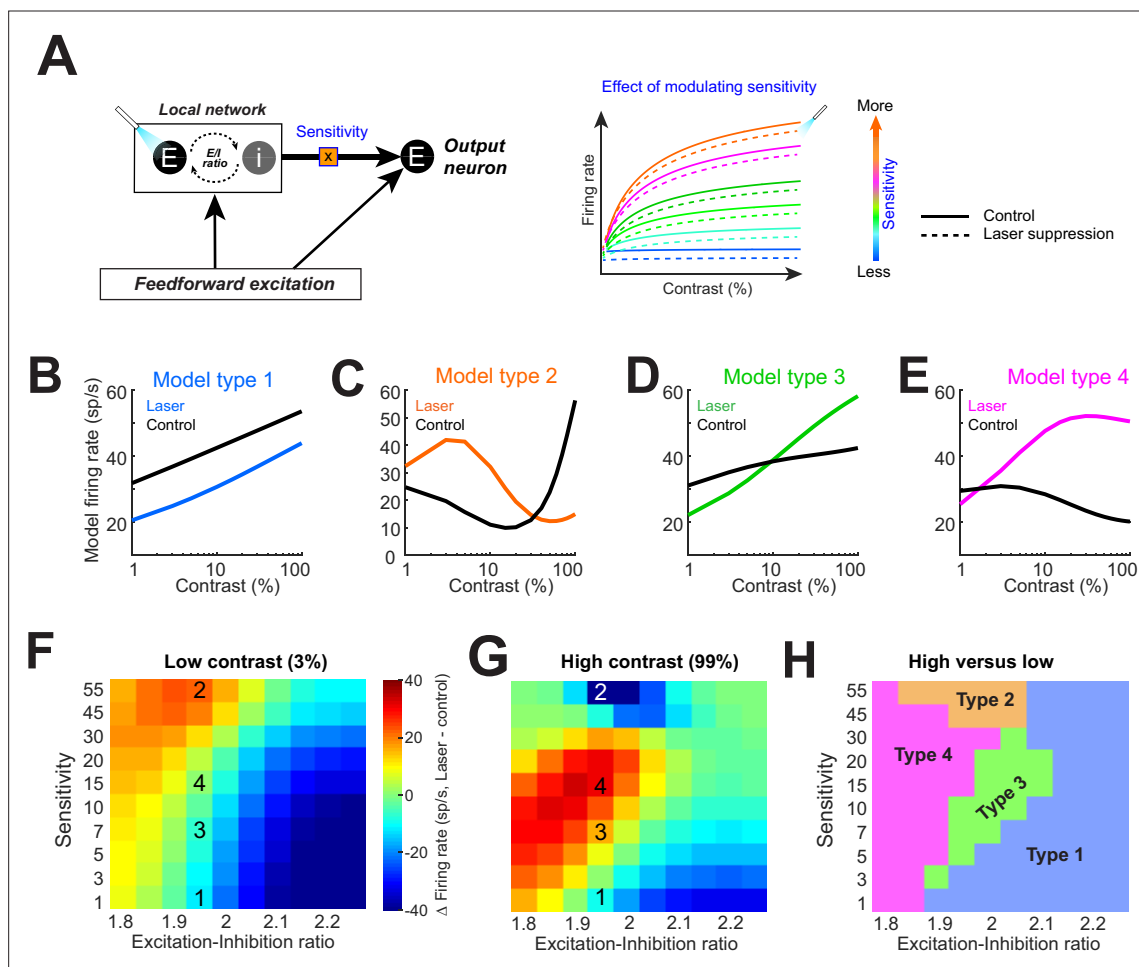 A
Local network
E
E/I
ratio
i
Sensitivity
x
E
Output
neuron
Feedforward excitation
Effect of modulating sensitivity
Firing rate
Contrast (%)
More
Sensitivity
Less
Control
Laser suppression
B
Model type 1
Laser
Control
Model firing rate (sp/s)
60
40
20
1
10
100
Contrast (%)
C
Model type 2
Laser
Control
60
50
40
30
20
10
0
1
10
100
Contrast (%)
D
Model type 3
Laser
Control
60
40
20
1
10
100
Contrast (%)
E
Model type 4
Laser
Control
60
40
20
1
10
100
Contrast (%)
F
Low contrast (3%)
Sensitivity
55
45
30
20
15
10
7
5
3
1
2
4
3
1
1.8
1.9
2
2.1
2.2
Excitation-Inhibition ratio
40
30
20
10
0
-10
-20
-30
-40
Δ Firing rate (sp/s, Laser - control)
G
High contrast (99%)
2
4
3
1
1.8
1.9
2
2.1
2.2
Excitation-Inhibition ratio
H
High versus low
55
45
30
20
15
10
7
5
3
1
Type 2
Type 4
Type 3
Type 1
1.8
1.9
2
2.1
2.2
Excitation-Inhibition ratio